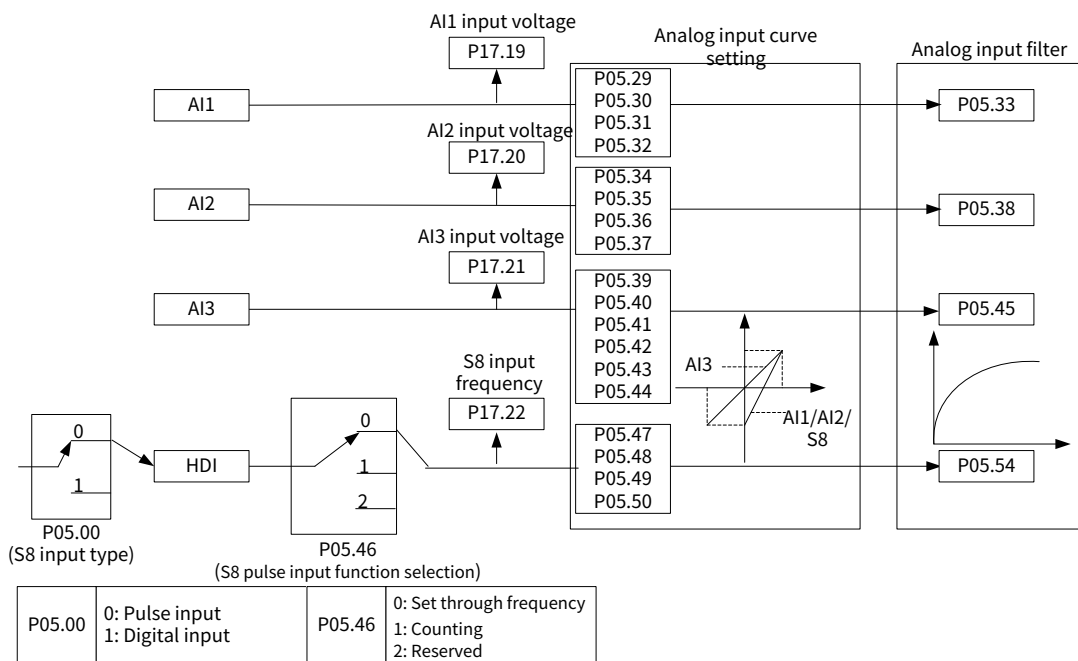 AI1 input voltage
P17.19
Analog input curve
setting
Analog input filter
AI1
P05.29
P05.30
P05.31
P05.32
P05.33
AI2 input voltage
P17.20
AI2
P05.34
P05.35
P05.36
P05.37
P05.38
AI3 input voltage
P17.21
AI3
P05.39
P05.40
P05.41
P05.42
P05.43
P05.44
P05.45
AI3
AI1/AI2/
S8
S8 input
frequency
P17.22
0
1
P05.00
(S8 input type)
HDI
0
1
2
P05.46
(S8 pulse input function selection)
P05.47
P05.48
P05.49
P05.50
P05.54
P05.00
0: Pulse input
1: Digital input
P05.46
0: Set through frequency
1: Counting
2: Reserved